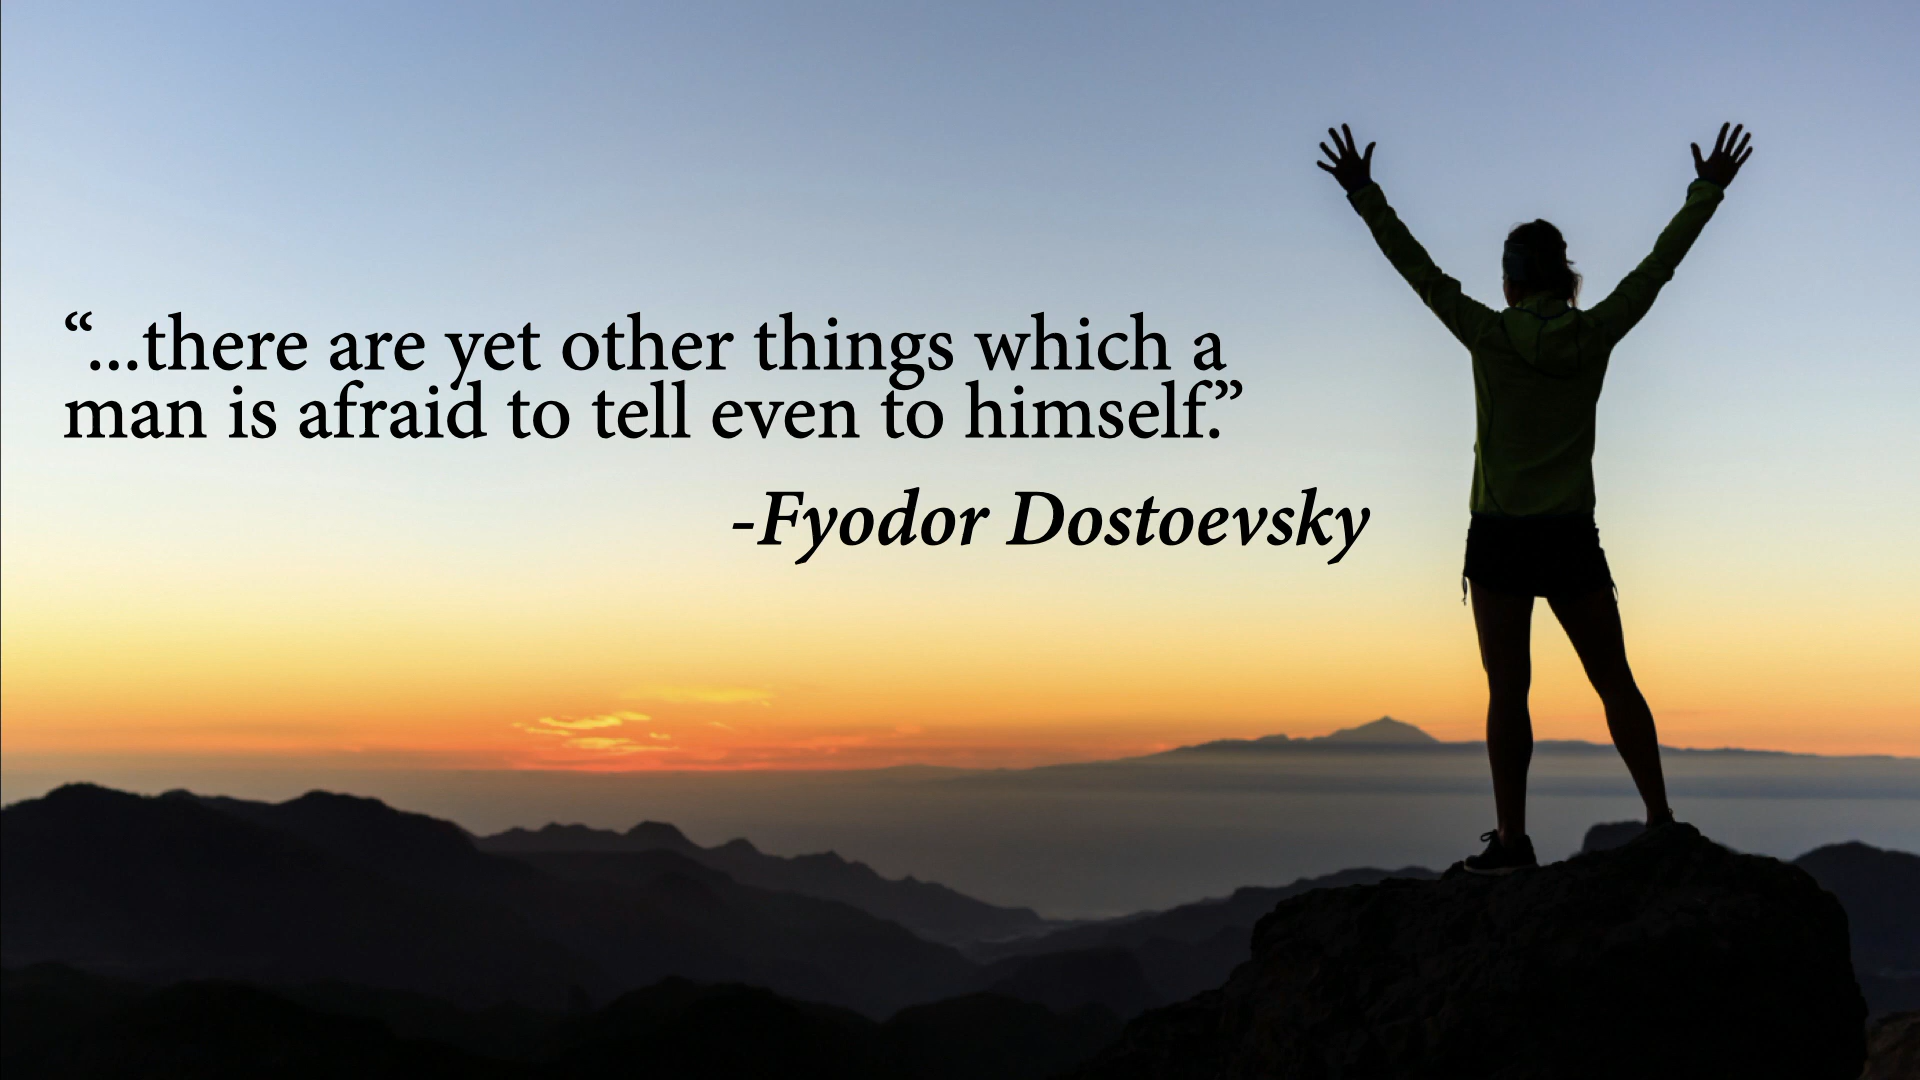 “...there are yet other things which a
man is afraid to tell even to himself.”
-Fyodor Dostoevsky